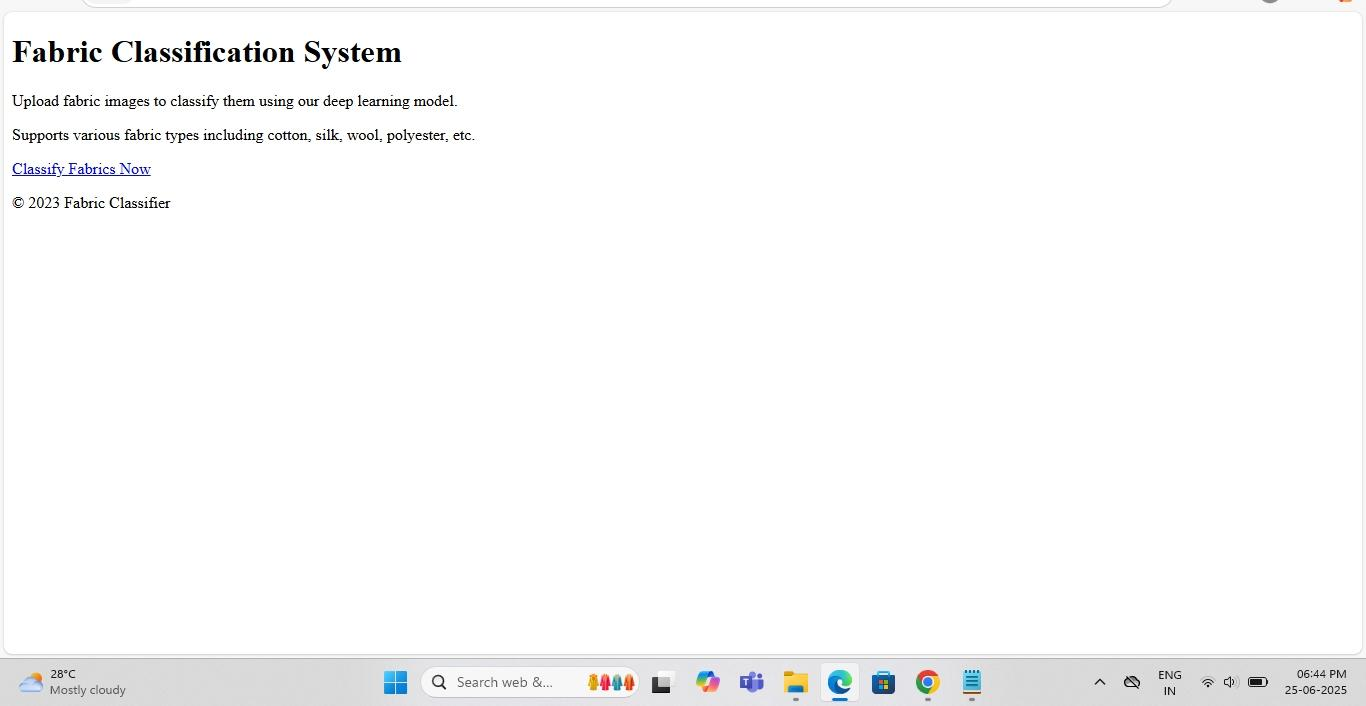 Fabric Classification System
Upload fabric images to classify them using our deep learning model.
Supports various fabric types including cotton, silk, wool, polyester, etc.
Classify Fabrics Now
© 2023 Fabric Classifier
28°C
Mostly cloudy
Search web &...
ENG
IN
06:44 PM
25-06-2025